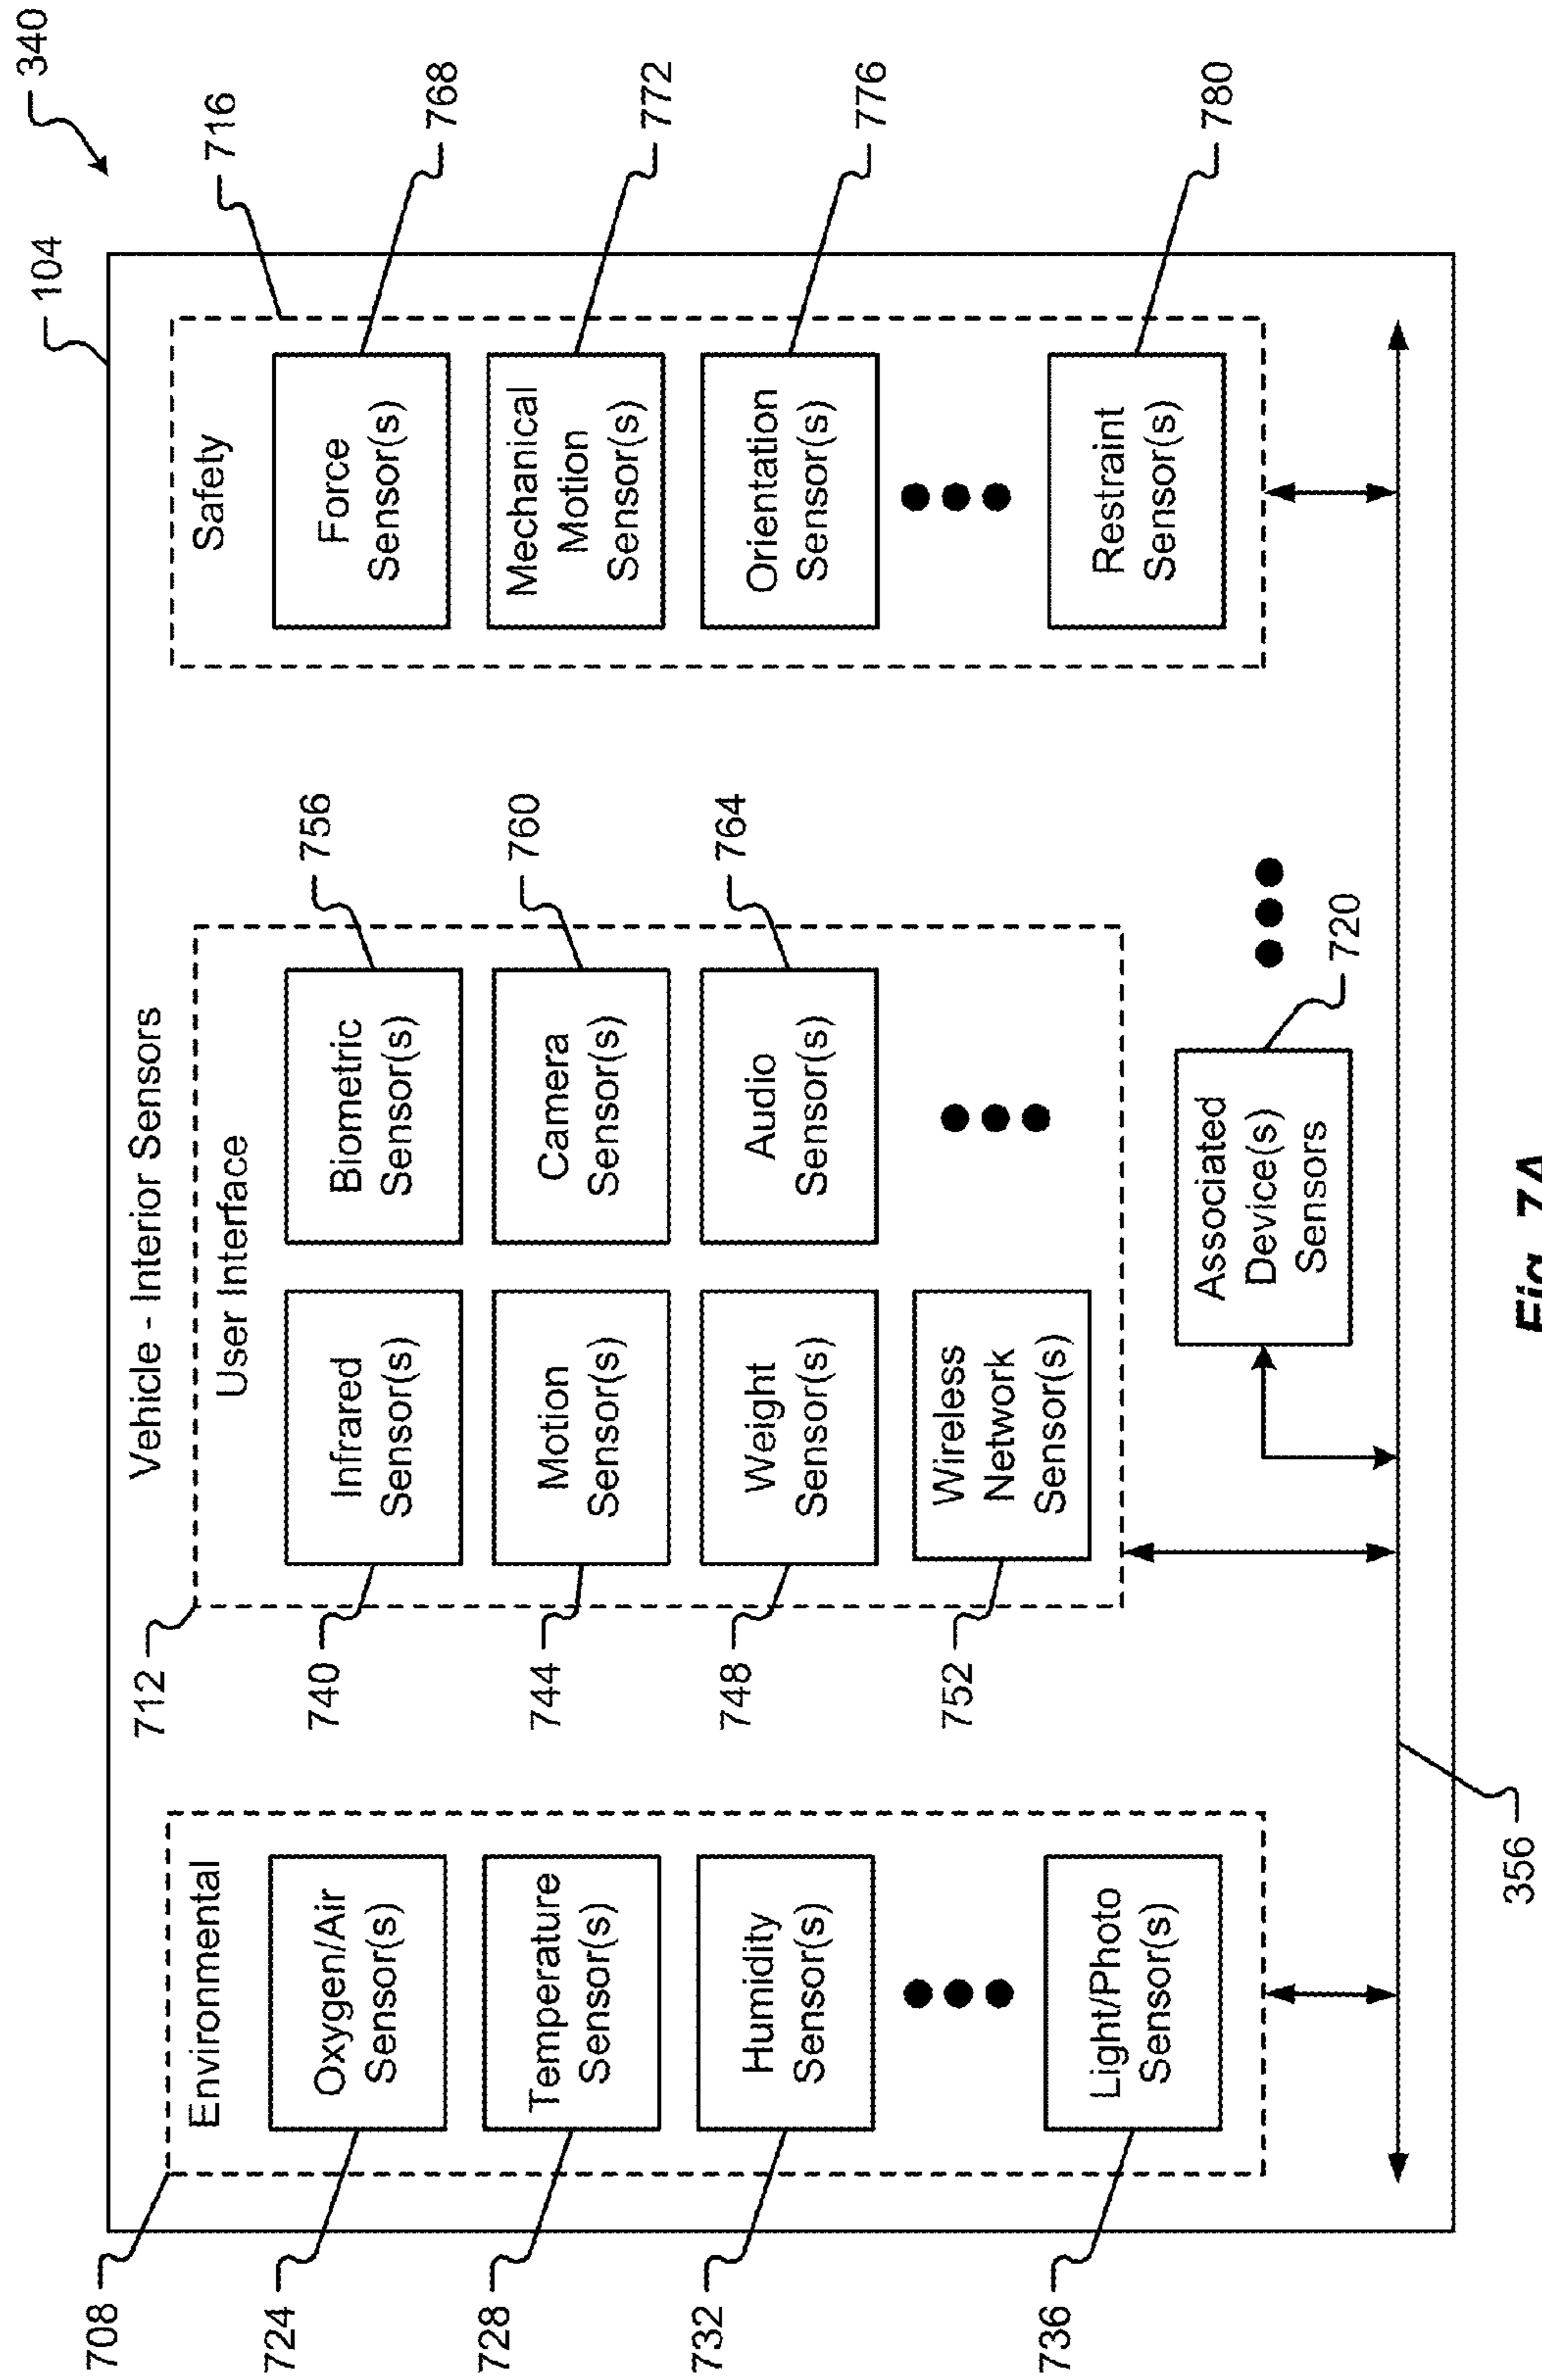 340
104
Vehicle - Interior Sensors
708
Environmental
724
Oxygen/Air
Sensor(s)
728
Temperature
Sensor(s)
732
Humidity
Sensor(s)
736
Light/Photo
Sensor(s)
712
User Interface
740
Infrared
Sensor(s)
744
Motion
Sensor(s)
748
Weight
Sensor(s)
752
Wireless
Network
Sensor(s)
756
Biometric
Sensor(s)
760
Camera
Sensor(s)
764
Audio
Sensor(s)
Associated
Device(s)
Sensors
720
716
Safety
Force
Sensor(s)
768
Mechanical
Motion
Sensor(s)
772
Orientation
Sensor(s)
776
Restraint
Sensor(s)
780
356
Fig. 7A